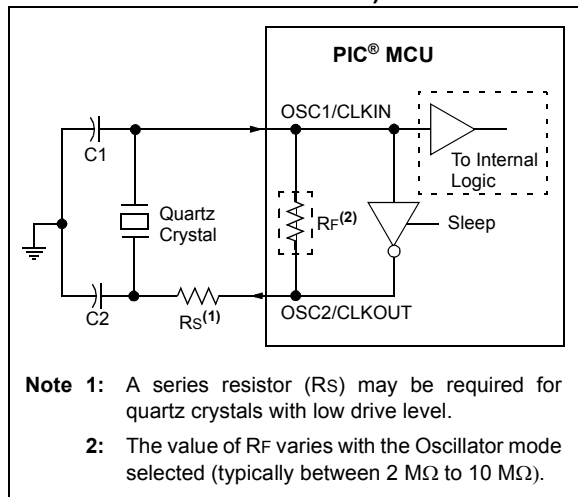 PIC® MCU
OSC1/CLKIN
C1
To Internal
Logic
Quartz
Crystal
RF(2)
Sleep
C2
RS(1)
OSC2/CLKOUT
Note 1: A series resistor (RS) may be required for
quartz crystals with low drive level.
2: The value of RF varies with the Oscillator mode
selected (typically between 2 MΩ to 10 MΩ).